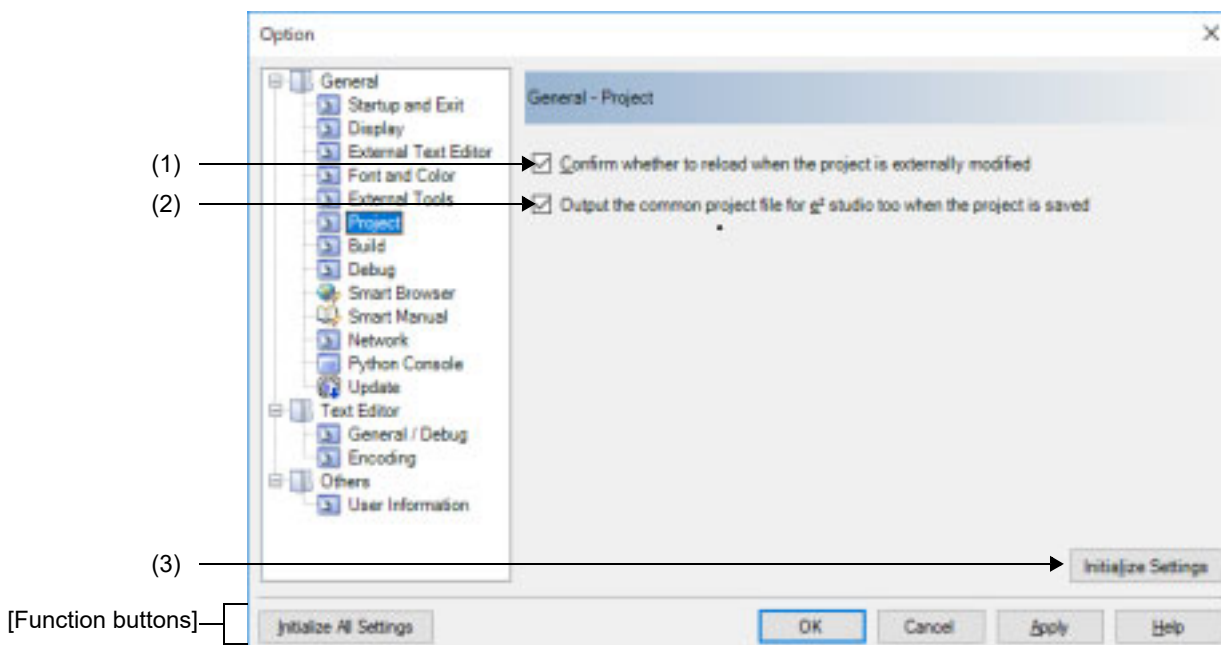 Option
General
Startup and Exit
Display
External Text Editor
Font and Color
External Tools
Project
Build
Debug
Smart Browser
Smart Manual
Network
Python Console
Update
Text Editor
General / Debug
Encoding
Others
User Information
General - Project
(1)
Confirm whether to reload when the project is externally modified
(2)
Output the common project file for e² studio too when the project is saved
(3)
Initialize Settings
[Function buttons]
Initialize All Settings
OK
Cancel
Apply
Help